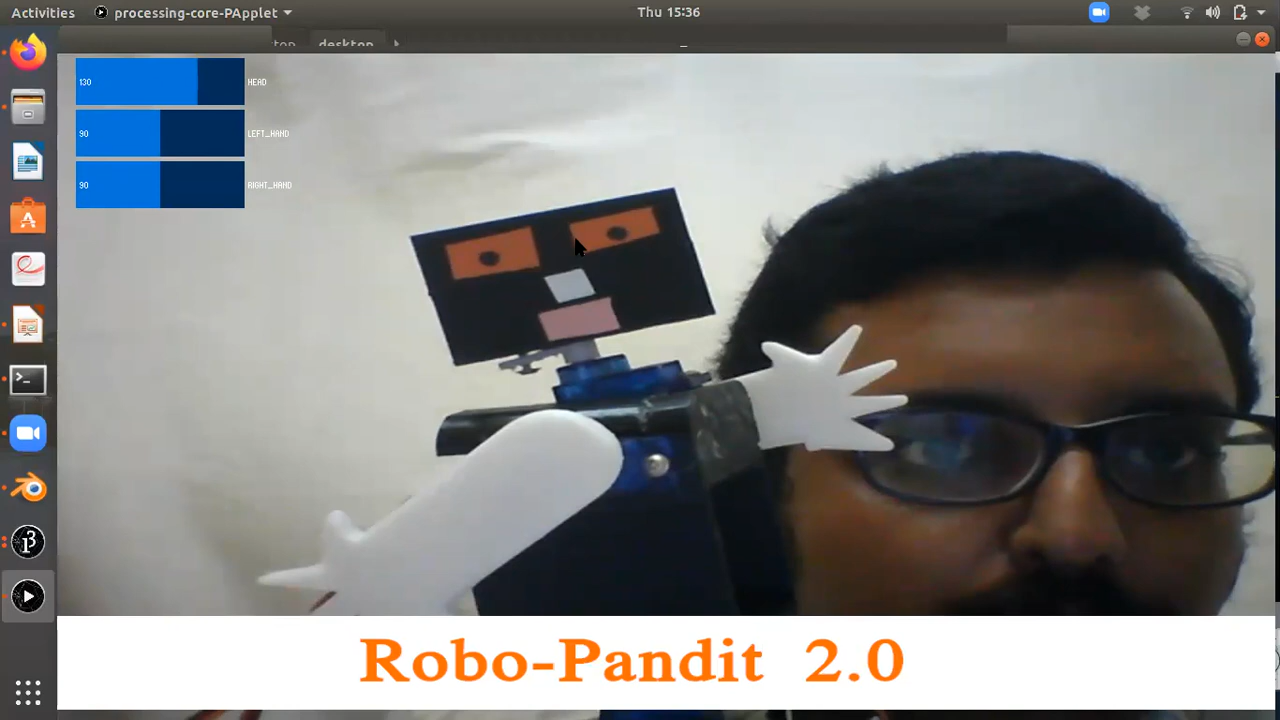 Activities processing-core-PApplet Thu 15:36
desktop
130 HEAD
90 LEFT_HAND
90 RIGHT_HAND
Robo-Pandit 2.0